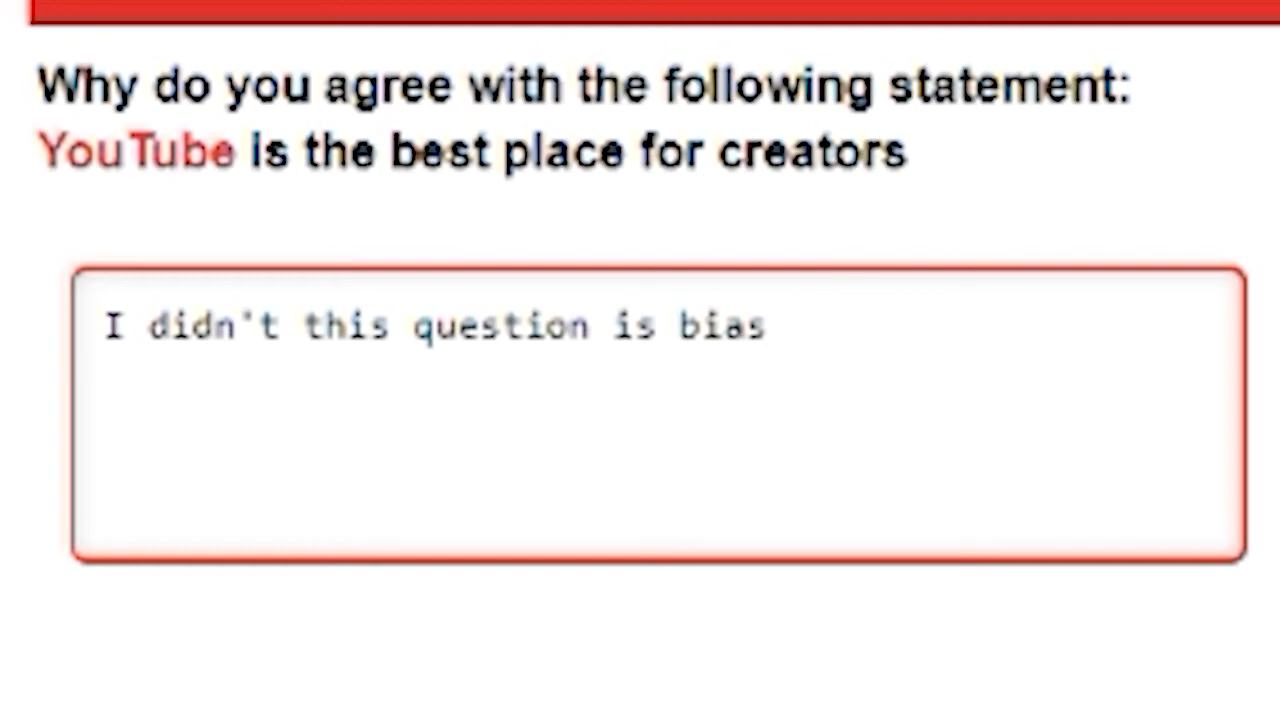 Why do you agree with the following statement:
YouTube is the best place for creators
I didn't this question is bias